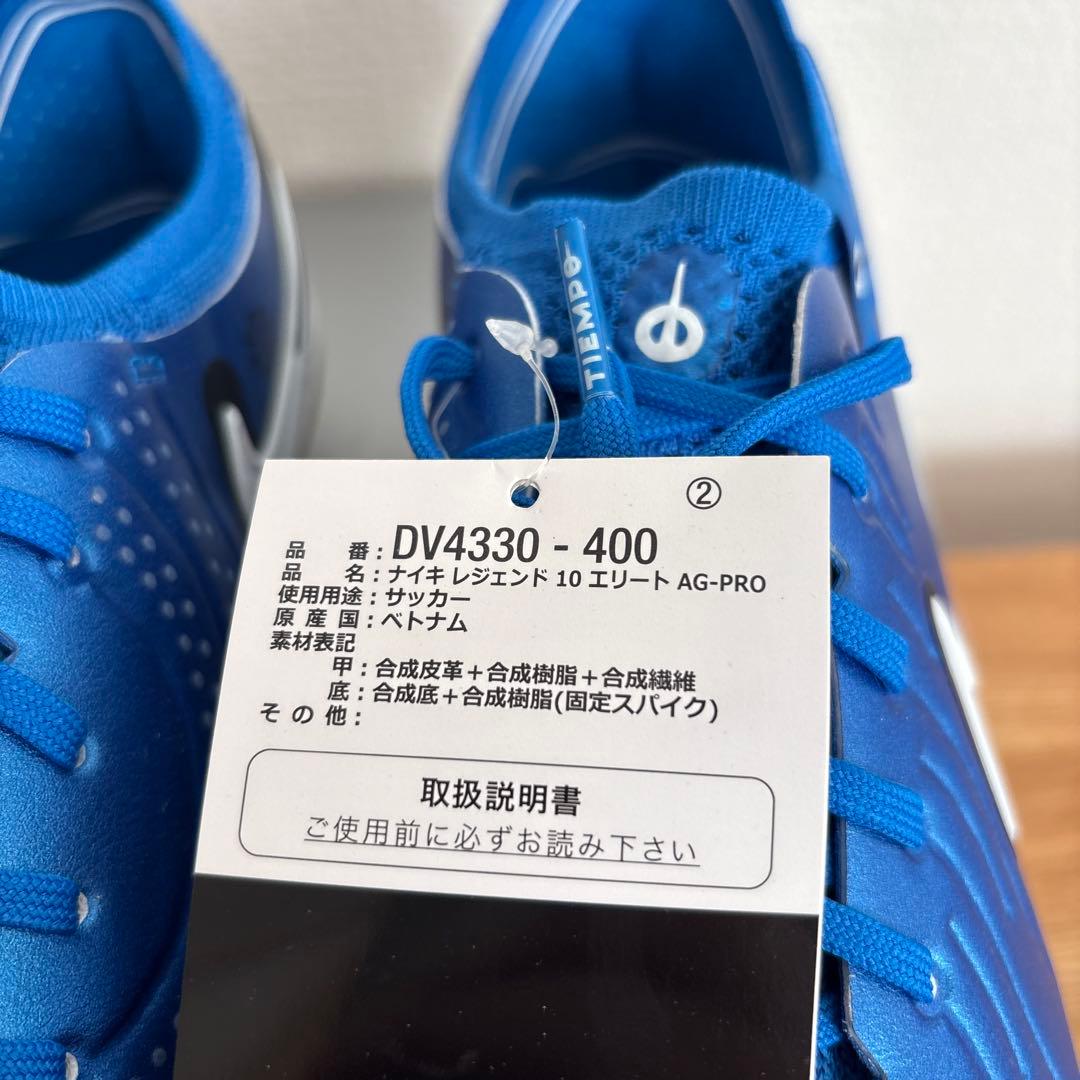 TIEMPO
②
品 番 : DV4330 - 400
品 名 : ナイキ レジェンド 10 エリート AG-PRO
使用用途 : サッカー
原 産 国 : ベトナム
素材表記
甲 : 合成皮革+合成樹脂+合成繊維
底 : 合成底+合成樹脂(固定スパイク)
そ の 他 :
取扱説明書
ご使用前に必ずお読み下さい